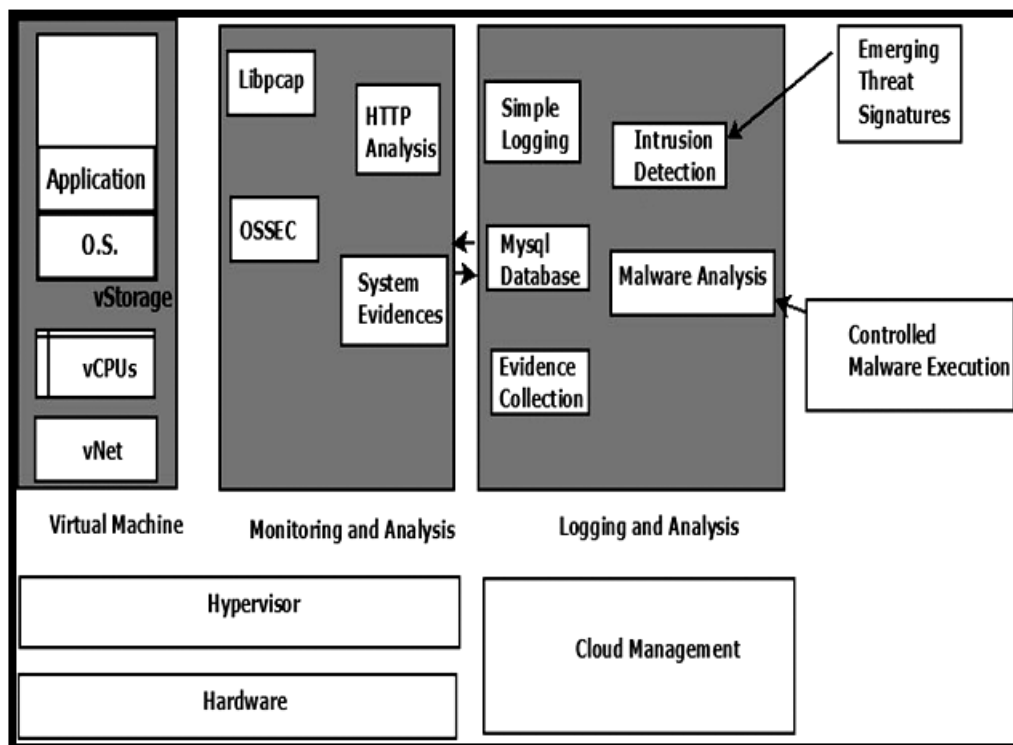 Application
O.S.
vStorage
vCPUs
vNet
Virtual Machine
Libpcap
HTTP
Analysis
OSSEC
System
Evidences
Monitoring and Analysis
Simple
Logging
Intrusion
Detection
Mysql
Database
Malware Analysis
Evidence
Collection
Logging and Analysis
Emerging
Threat
Signatures
Controlled
Malware Execution
Hypervisor
Hardware
Cloud Management